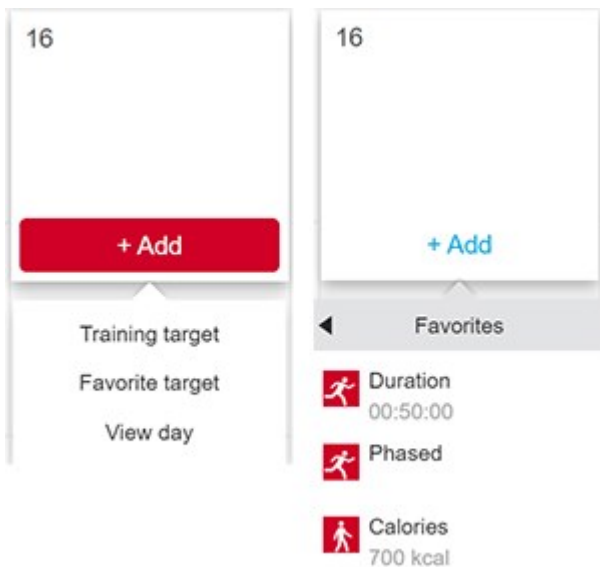 16
+ Add
Training target
Favorite target
View day
16
+ Add
Favorites
Duration
00:50:00
Phased
Calories
700 kcal